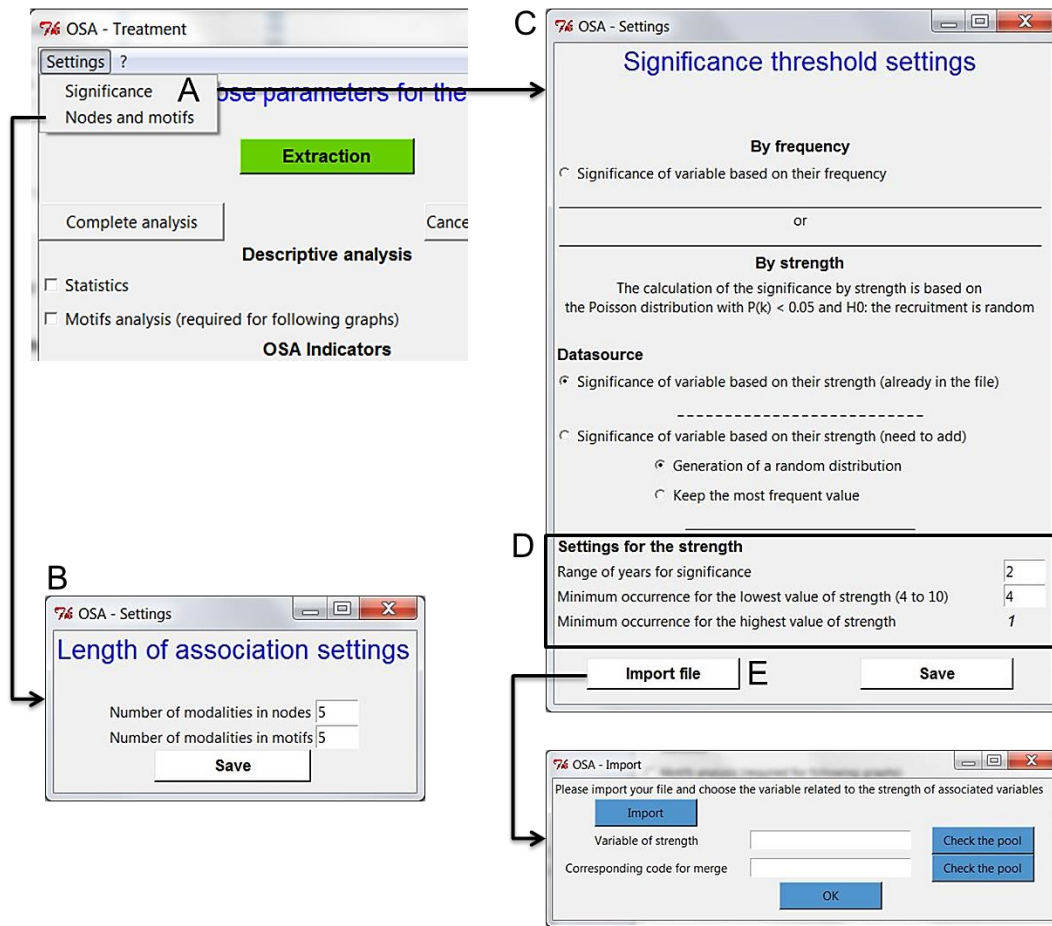 OSA - Treatment
Settings ?
Significance
A
ose parameters for the
Nodes and motifs
Extraction
Complete analysis
Cance
Descriptive analysis
Statistics
Motifs analysis (required for following graphs)
OSA Indicators
B
OSA - Settings
Length of association settings
Number of modalities in nodes 5
Number of modalities in motifs 5
Save
C
OSA - Settings
Significance threshold settings
By frequency
Significance of variable based on their frequency
or
By strength
The calculation of the significance by strength is based on
the Poisson distribution with P(k) < 0.05 and H0: the recruitment is random
Datasource
Significance of variable based on their strength (already in the file)
Significance of variable based on their strength (need to add)
Generation of a random distribution
Keep the most frequent value
D
Settings for the strength
Range of years for significance 2
Minimum occurrence for the lowest value of strength (4 to 10) 4
Minimum occurrence for the highest value of strength 1
Import file E Save
OSA - Import
Please import your file and choose the variable related to the strength of associated variables
Import
Variable of strength Check the pool
Corresponding code for merge Check the pool
OK